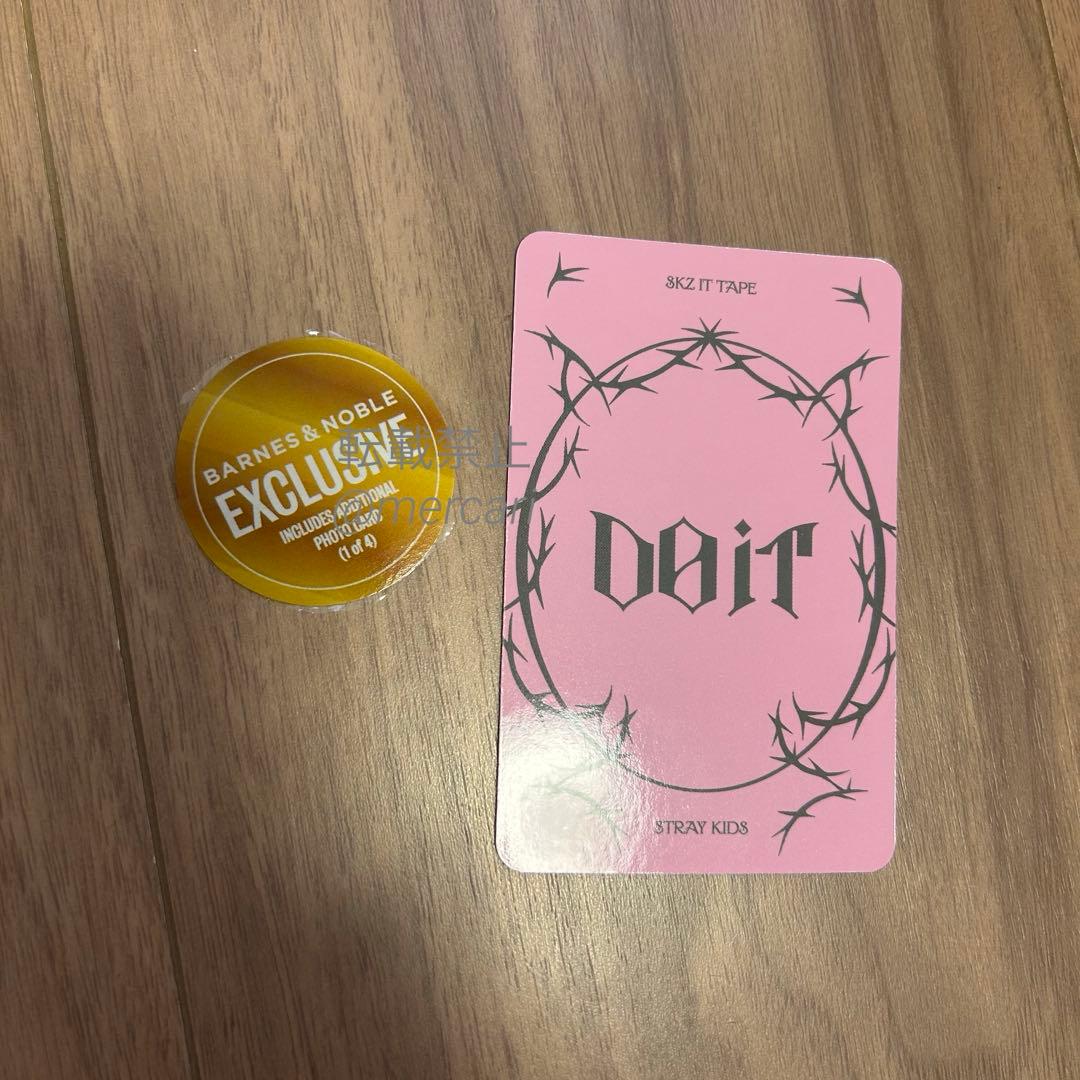 BARNES & NOBLE
EXCLUSIVE
INCLUDES ADDITIONAL
PHOTO CARD
(1 of 4)
転載禁止
@mercari
SKZ IT TAPE
DO iT
STRAY KIDS